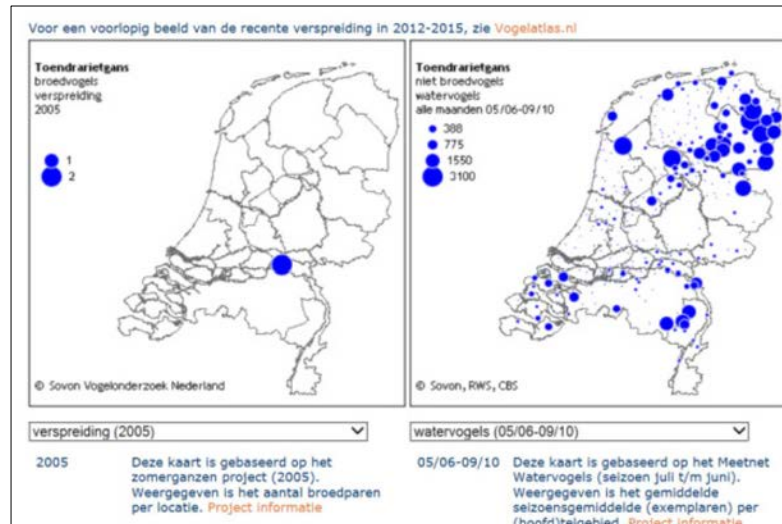 Voor een voorlopig beeld van de recente verspreiding in 2012-2015, zie Vogelatlas.nl
Toendrarietgans
broedvogels
verspreiding
2005
1
2
© Sovon Vogelonderzoek Nederland
Toendrarietgans
niet broedvogels
watervogels
alle maanden 05/06-09/10
388
775
1550
3100
© Sovon, RWS, CBS
verspreiding (2005)
watervogels (05/06-09/10)
2005
Deze kaart is gebaseerd op het
zomerganzen project (2005).
Weergegeven is het aantal broedparen
per locatie. Project informatie
05/06-09/10
Deze kaart is gebaseerd op het Meetnet
Watervogels (seizoen juli t/m juni).
Weergegeven is het gemiddelde
seizoensgemiddelde (exemplaren) per
(hoofd)telgebied. Project informatie